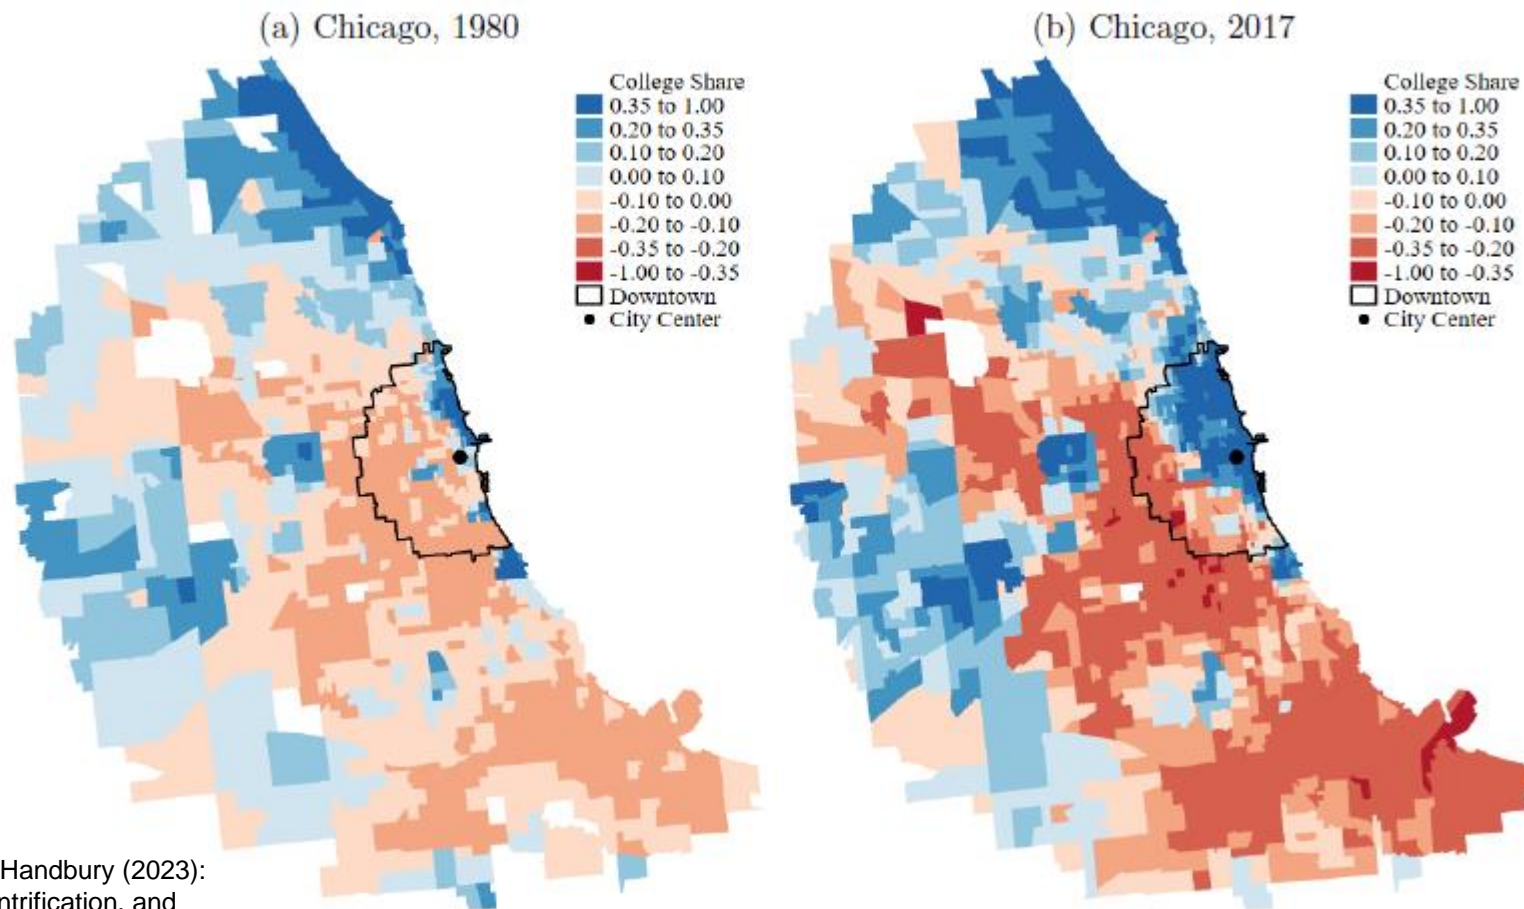 (a) Chicago, 1980
College Share
0.35 to 1.00
0.20 to 0.35
0.10 to 0.20
0.00 to 0.10
-0.10 to 0.00
-0.20 to -0.10
-0.35 to -0.20
-1.00 to -0.35
Downtown
City Center
(b) Chicago, 2017
College Share
0.35 to 1.00
0.20 to 0.35
0.10 to 0.20
0.00 to 0.10
-0.10 to 0.00
-0.20 to -0.10
-0.35 to -0.20
-1.00 to -0.35
Downtown
City Center
Handbury (2023):
ntrification, and